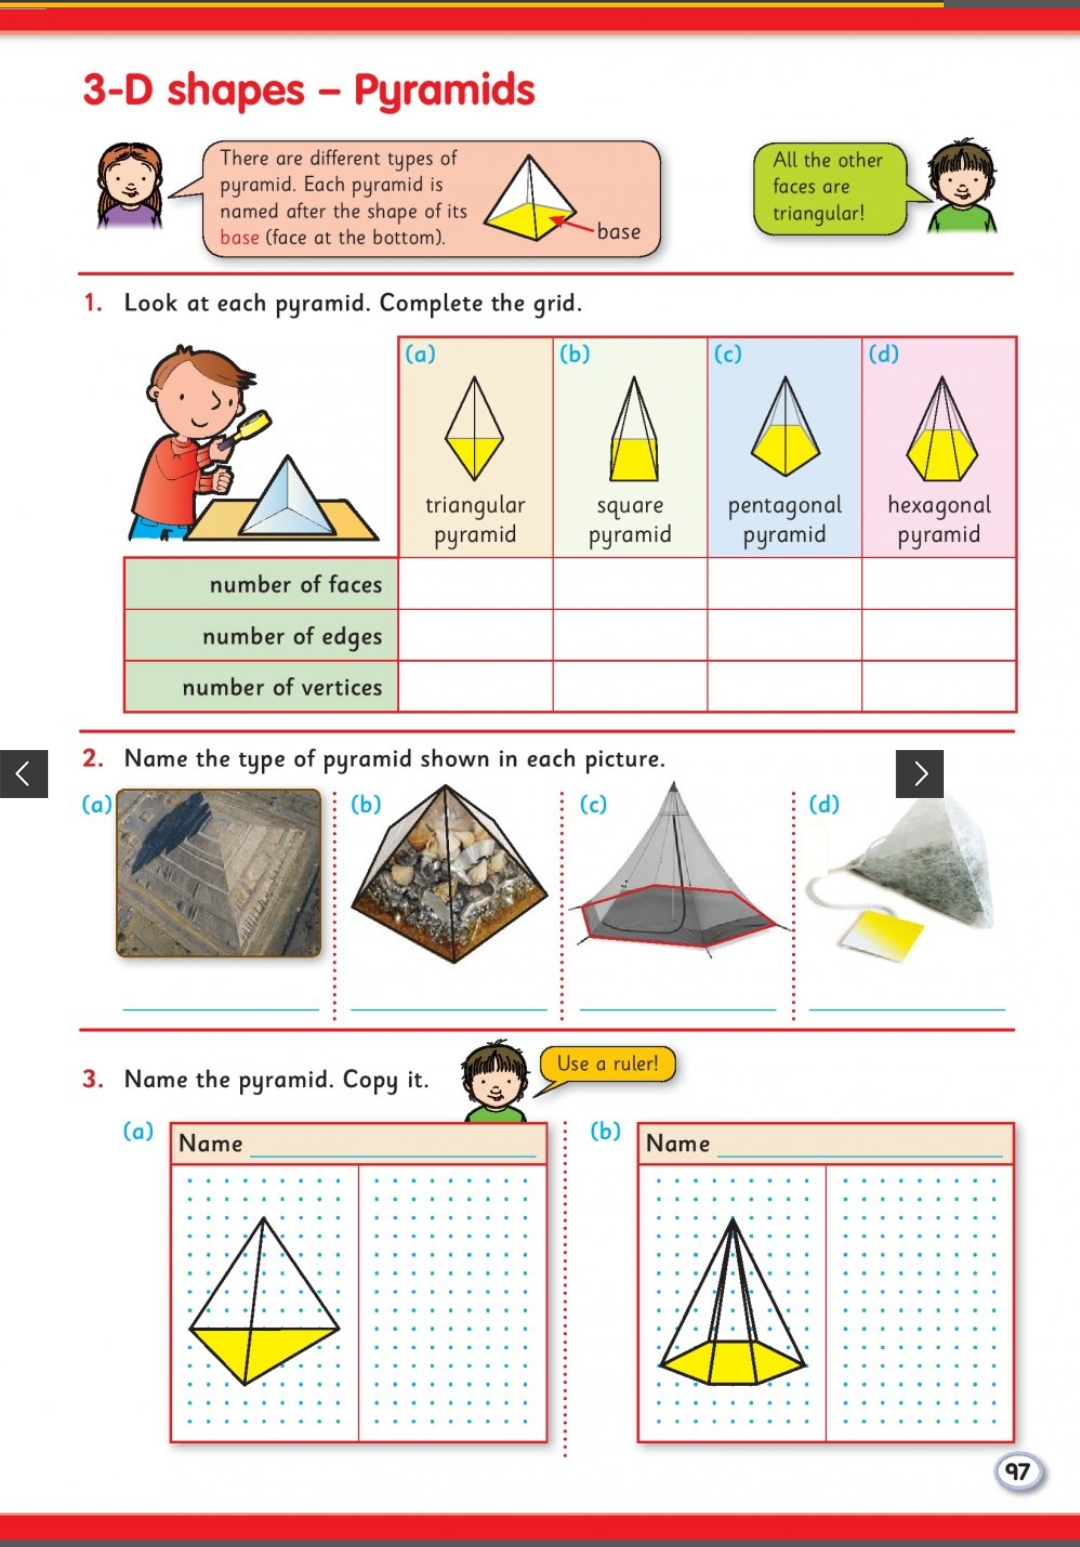 3-D shapes – Pyramids
There are different types of
pyramid. Each pyramid is
named after the shape of its
base (face at the bottom).
base
All the other
faces are
triangular!
1. Look at each pyramid. Complete the grid.
(a) (b) (c) (d)
triangular pyramid
square pyramid
pentagonal pyramid
hexagonal pyramid
number of faces
number of edges
number of vertices
2. Name the type of pyramid shown in each picture.
(a) (b) (c) (d)
3. Name the pyramid. Copy it.
Use a ruler!
(a) Name
(b) Name
97